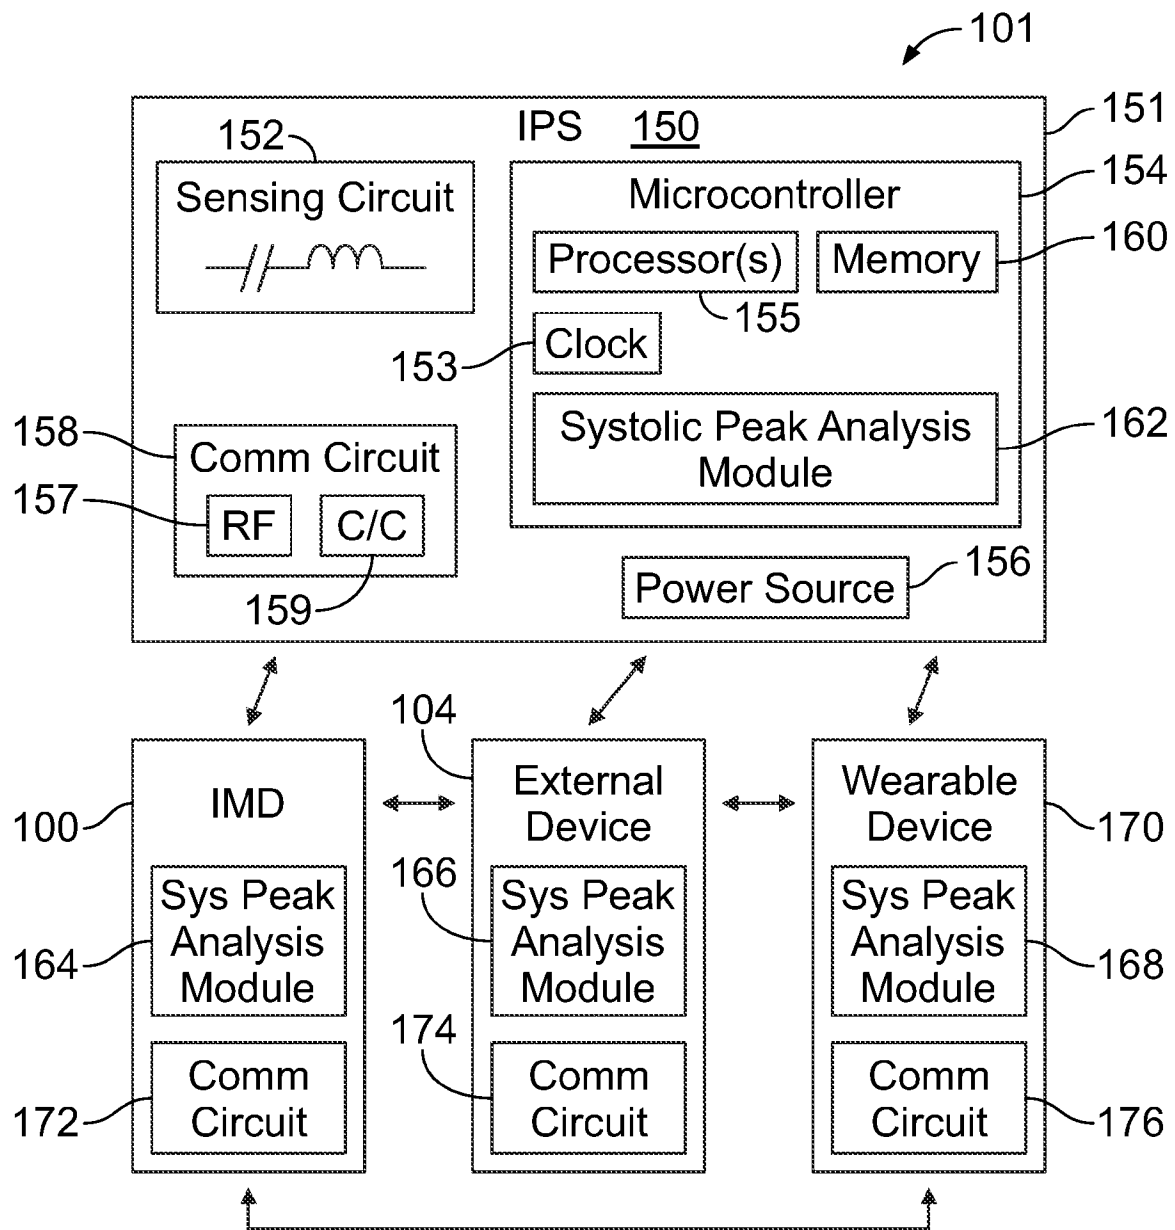 101
IPS 150
151
152
Sensing Circuit
154
Microcontroller
160
Processor(s)
Memory
155
153
Clock
158
Comm Circuit
162
Systolic Peak Analysis
Module
157
RF
C/C
159
156
Power Source
104
100
IMD
External
Device
Wearable
Device
170
164
Sys Peak
Analysis
Module
166
Sys Peak
Analysis
Module
Sys Peak
Analysis
Module
168
172
Comm
Circuit
174
Comm
Circuit
Comm
Circuit
176